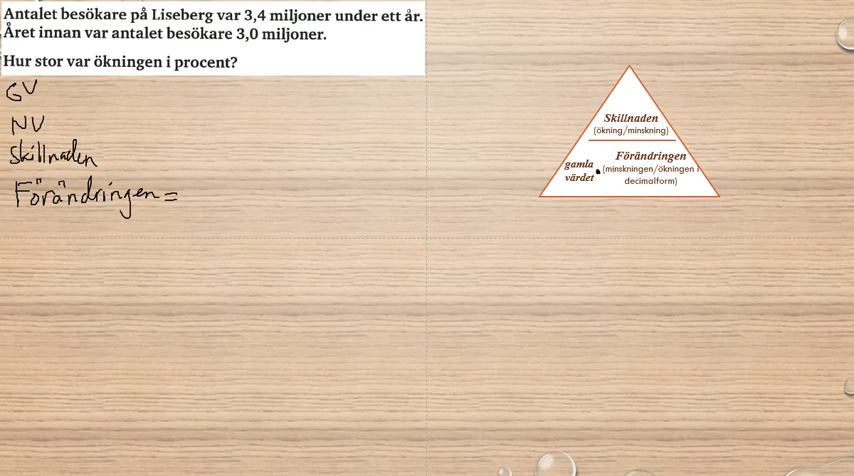 Antalet besökare på Liseberg var 3,4 miljoner under ett år.
Året innan var antalet besökare 3,0 miljoner.
Hur stor var ökningen i procent?
GV
NV
Skillnaden
Förändringen =
Skillnaden
(ökning/minskning)
gamla
värdet
•
Förändringen
(minskningen/ökningen i
decimalform)